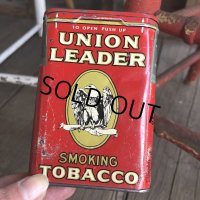 TO OPEN PUSH UP
UNION
LEADER
SOLD OUT
SMOKING
TOBACCO